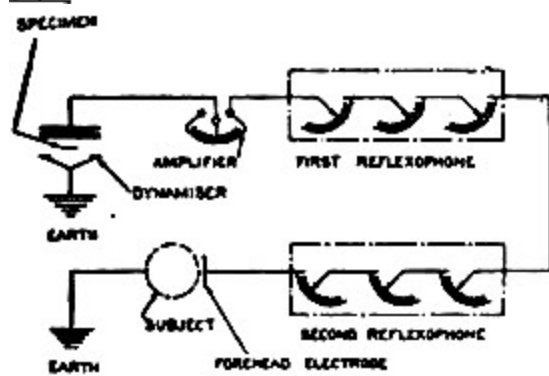 SPECIMEN
AMPLIFIER
FIRST REFLEXOPHONE
DYNAMISER
EARTH
SUBJECT
SECOND REFLEXOPHONE
EARTH
FOREHEAD ELECTRODE